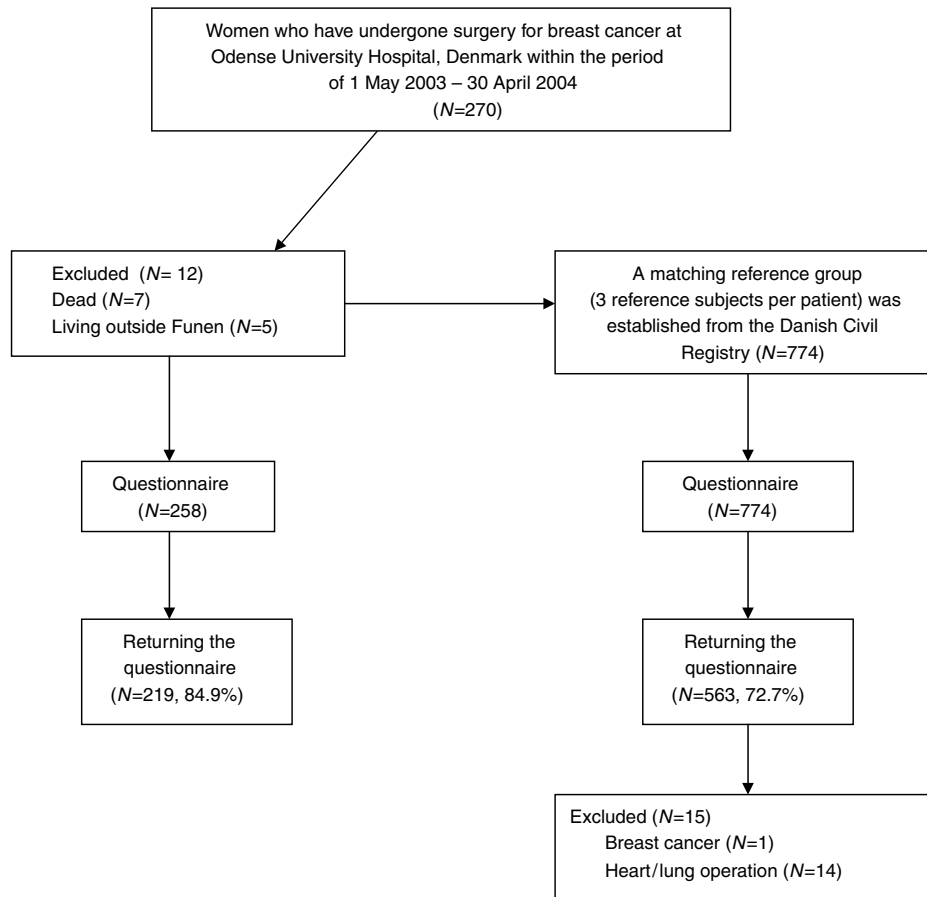 Women who have undergone surgery for breast cancer at
Odense University Hospital, Denmark within the period
of 1 May 2003 – 30 April 2004
(N=270)
Excluded (N= 12)
Dead (N=7)
Living outside Funen (N=5)
A matching reference group
(3 reference subjects per patient) was
established from the Danish Civil
Registry (N=774)
Questionnaire
(N=258)
Questionnaire
(N=774)
Returning the
questionnaire
(N=219, 84.9%)
Returning the
questionnaire
(N=563, 72.7%)
Excluded (N=15)
Breast cancer (N=1)
Heart/lung operation (N=14)